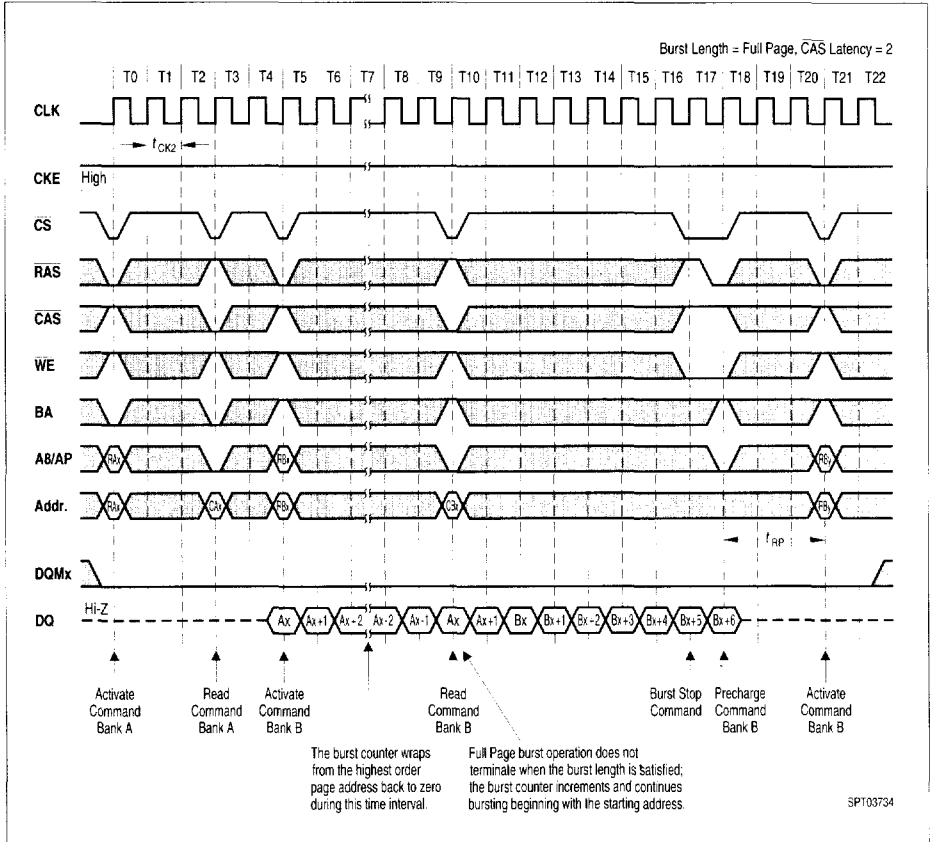 Burst Length = Full Page, CAS Latency = 2
T0 T1 T2 T3 T4 T5 T6 T7 T8 T9 T10 T11 T12 T13 T14 T15 T16 T17 T18 T19 T20 T21 T22
CLK
tCK2
CKE High
CS
RAS
CAS
WE
BA
A8/AP RAx RBx RBy
Addr. RAx CAx RBx CBx RBy
tRP
DQMx
DQ Hi-Z Ax Ax+1 Ax+2 Ax-2 Ax-1 Ax Ax+1 Bx Bx+1 Bx+2 Bx+3 Bx+4 Bx+5 Bx+6
Activate Command Bank A
Read Command Bank A
Activate Command Bank B
Read Command Bank B
Burst Stop Command
Precharge Command Bank B
Activate Command Bank B
The burst counter wraps
from the highest order
page address back to zero
during this time interval.
Full Page burst operation does not
terminate when the burst length is satisfied;
the burst counter increments and continues
bursting beginning with the starting address.
SPT03734